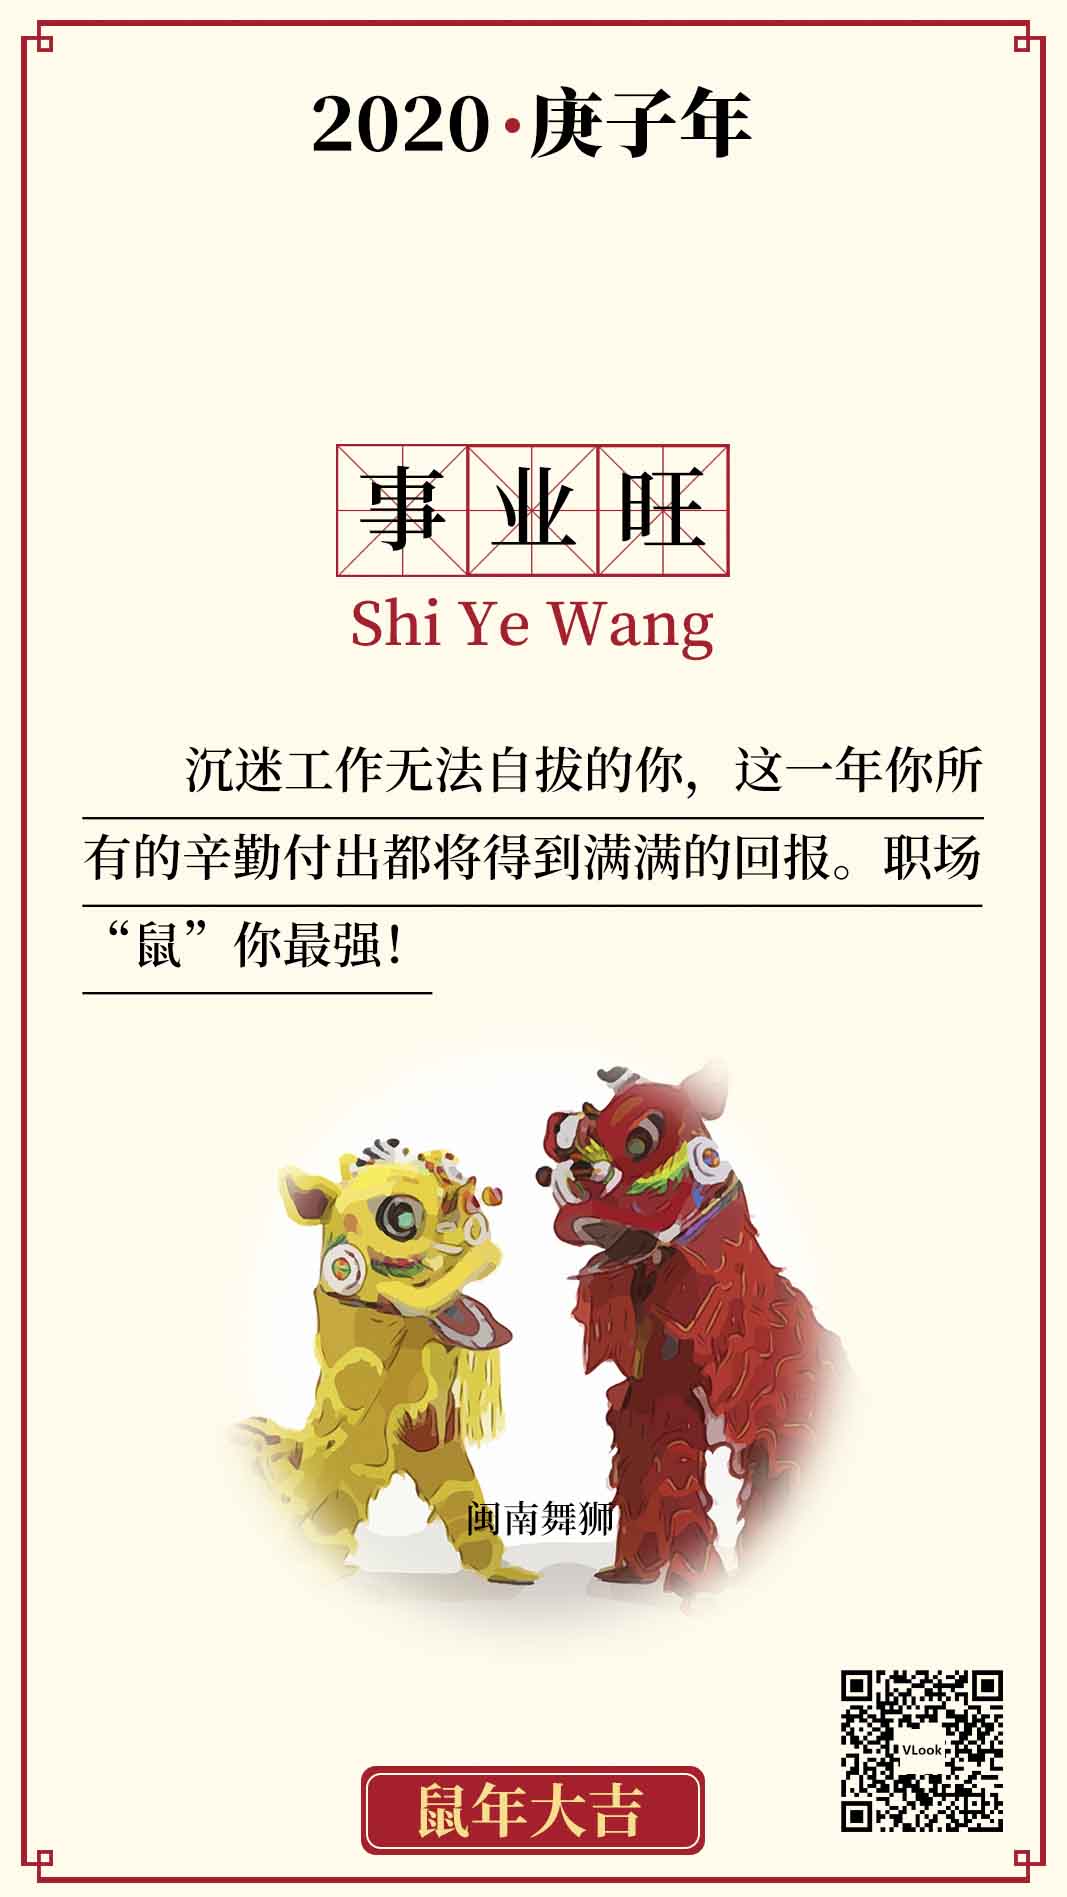 2020·庚子年
事业旺
Shi Ye Wang
沉迷工作无法自拔的你，这一年你所
有的辛勤付出都将得到满满的回报。职场
“鼠”你最强！
闽南舞狮
VLook
鼠年大吉